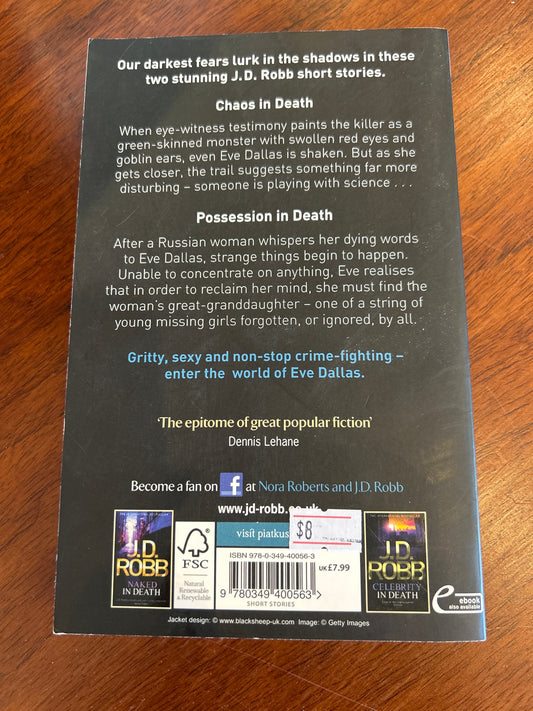 Our darkest fears lurk in the shadows in these
two stunning J.D. Robb short stories.
Chaos in Death
When eye-witness testimony paints the killer as a
green-skinned monster with swollen red eyes and
goblin ears, even Eve Dallas is shaken. But as she
gets closer, the trail suggests something far more
disturbing – someone is playing with science . . .
Possession in Death
After a Russian woman whispers her dying words
to Eve Dallas, strange things begin to happen.
Unable to concentrate on anything, Eve realises
that in order to reclaim her mind, she must find the
woman's great-granddaughter – one of a string of
young missing girls forgotten, or ignored, by all.
Gritty, sexy and non-stop crime-fighting –
enter the world of Eve Dallas.
'The epitome of great popular fiction'
Dennis Lehane
Become a fan on f at Nora Roberts and J.D. Robb
www.jd-robb.co.uk
visit piatkus
$8
J.D.
ROBB
NAKED
IN DEATH
FSC
Natural
Renewable
& Recyclable
ISBN 978-0-349-40056-3
9 780349 400563 >
SHORT STORIES
UK £7.99
J.D.
ROBB
CELEBRITY
IN DEATH
e
ebook
also available
Jacket design: © www.blacksheep-uk.com Image: © Getty Images